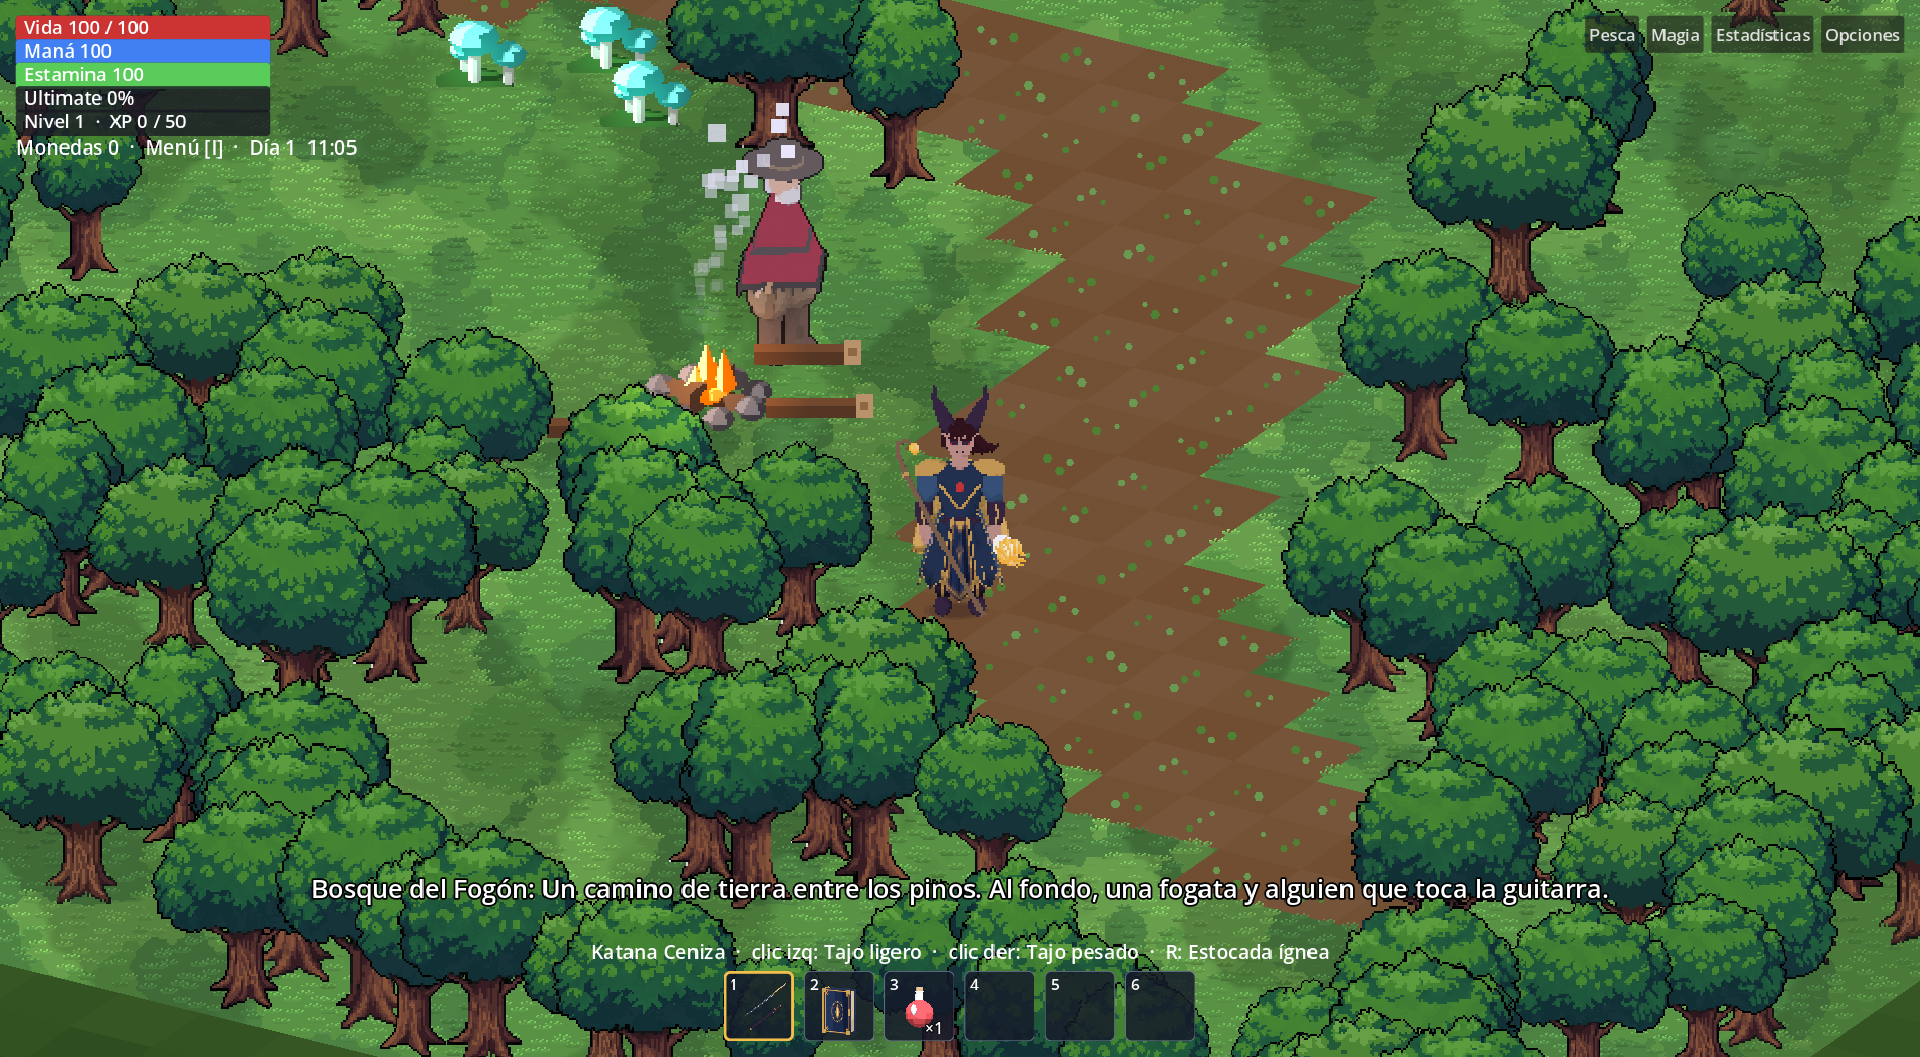 Vida 100 / 100
Maná 100
Estamina 100
Ultimate 0%
Nivel 1 · XP 0 / 50
Monedas 0 · Menú [I] · Día 1 11:05
Pesca Magia Estadísticas Opciones
Bosque del Fogón: Un camino de tierra entre los pinos. Al fondo, una fogata y alguien que toca la guitarra.
Katana Ceniza · clic izq: Tajo ligero · clic der: Tajo pesado · R: Estocada ígnea
1 2 3 4 5 6
×1